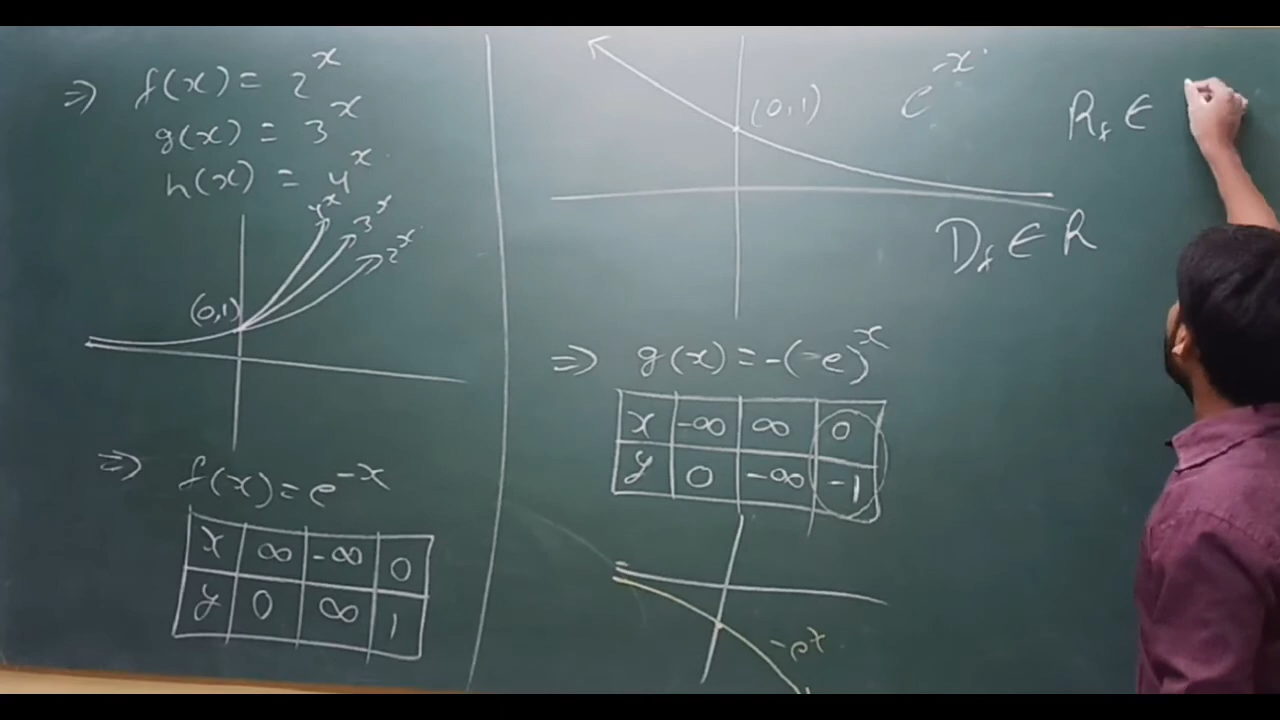 ⇒ f(x) = 2^x
g(x) = 3^x
h(x) = 4^x
4^x 3^x 2^x
(0,1)
⇒ f(x) = e^-x
x ∞ -∞ 0
y 0 ∞ 1
e^-x
(0,1)
R_f ∈
D_f ∈ R
⇒ g(x) = -(-e)^x
x -∞ ∞ 0
y 0 -∞ -1
-e^x